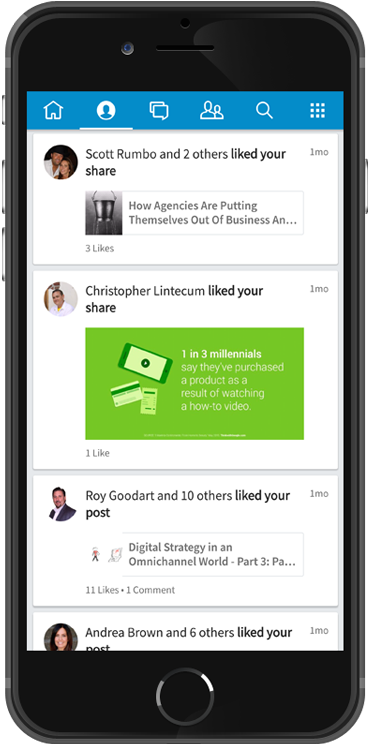 Scott Rumbo and 2 others liked your
share
1mo
How Agencies Are Putting
Themselves Out Of Business An...
3 Likes
Christopher Lintecum liked your
share
1mo
1 in 3 millennials
say they've purchased
a product as a
result of watching
a how-to video.
1 Like
Roy Goodart and 10 others liked your
post
1mo
Digital Strategy in an
Omnichannel World - Part 3: Pa...
11 Likes • 1 Comment
Andrea Brown and 6 others liked your
post
1mo